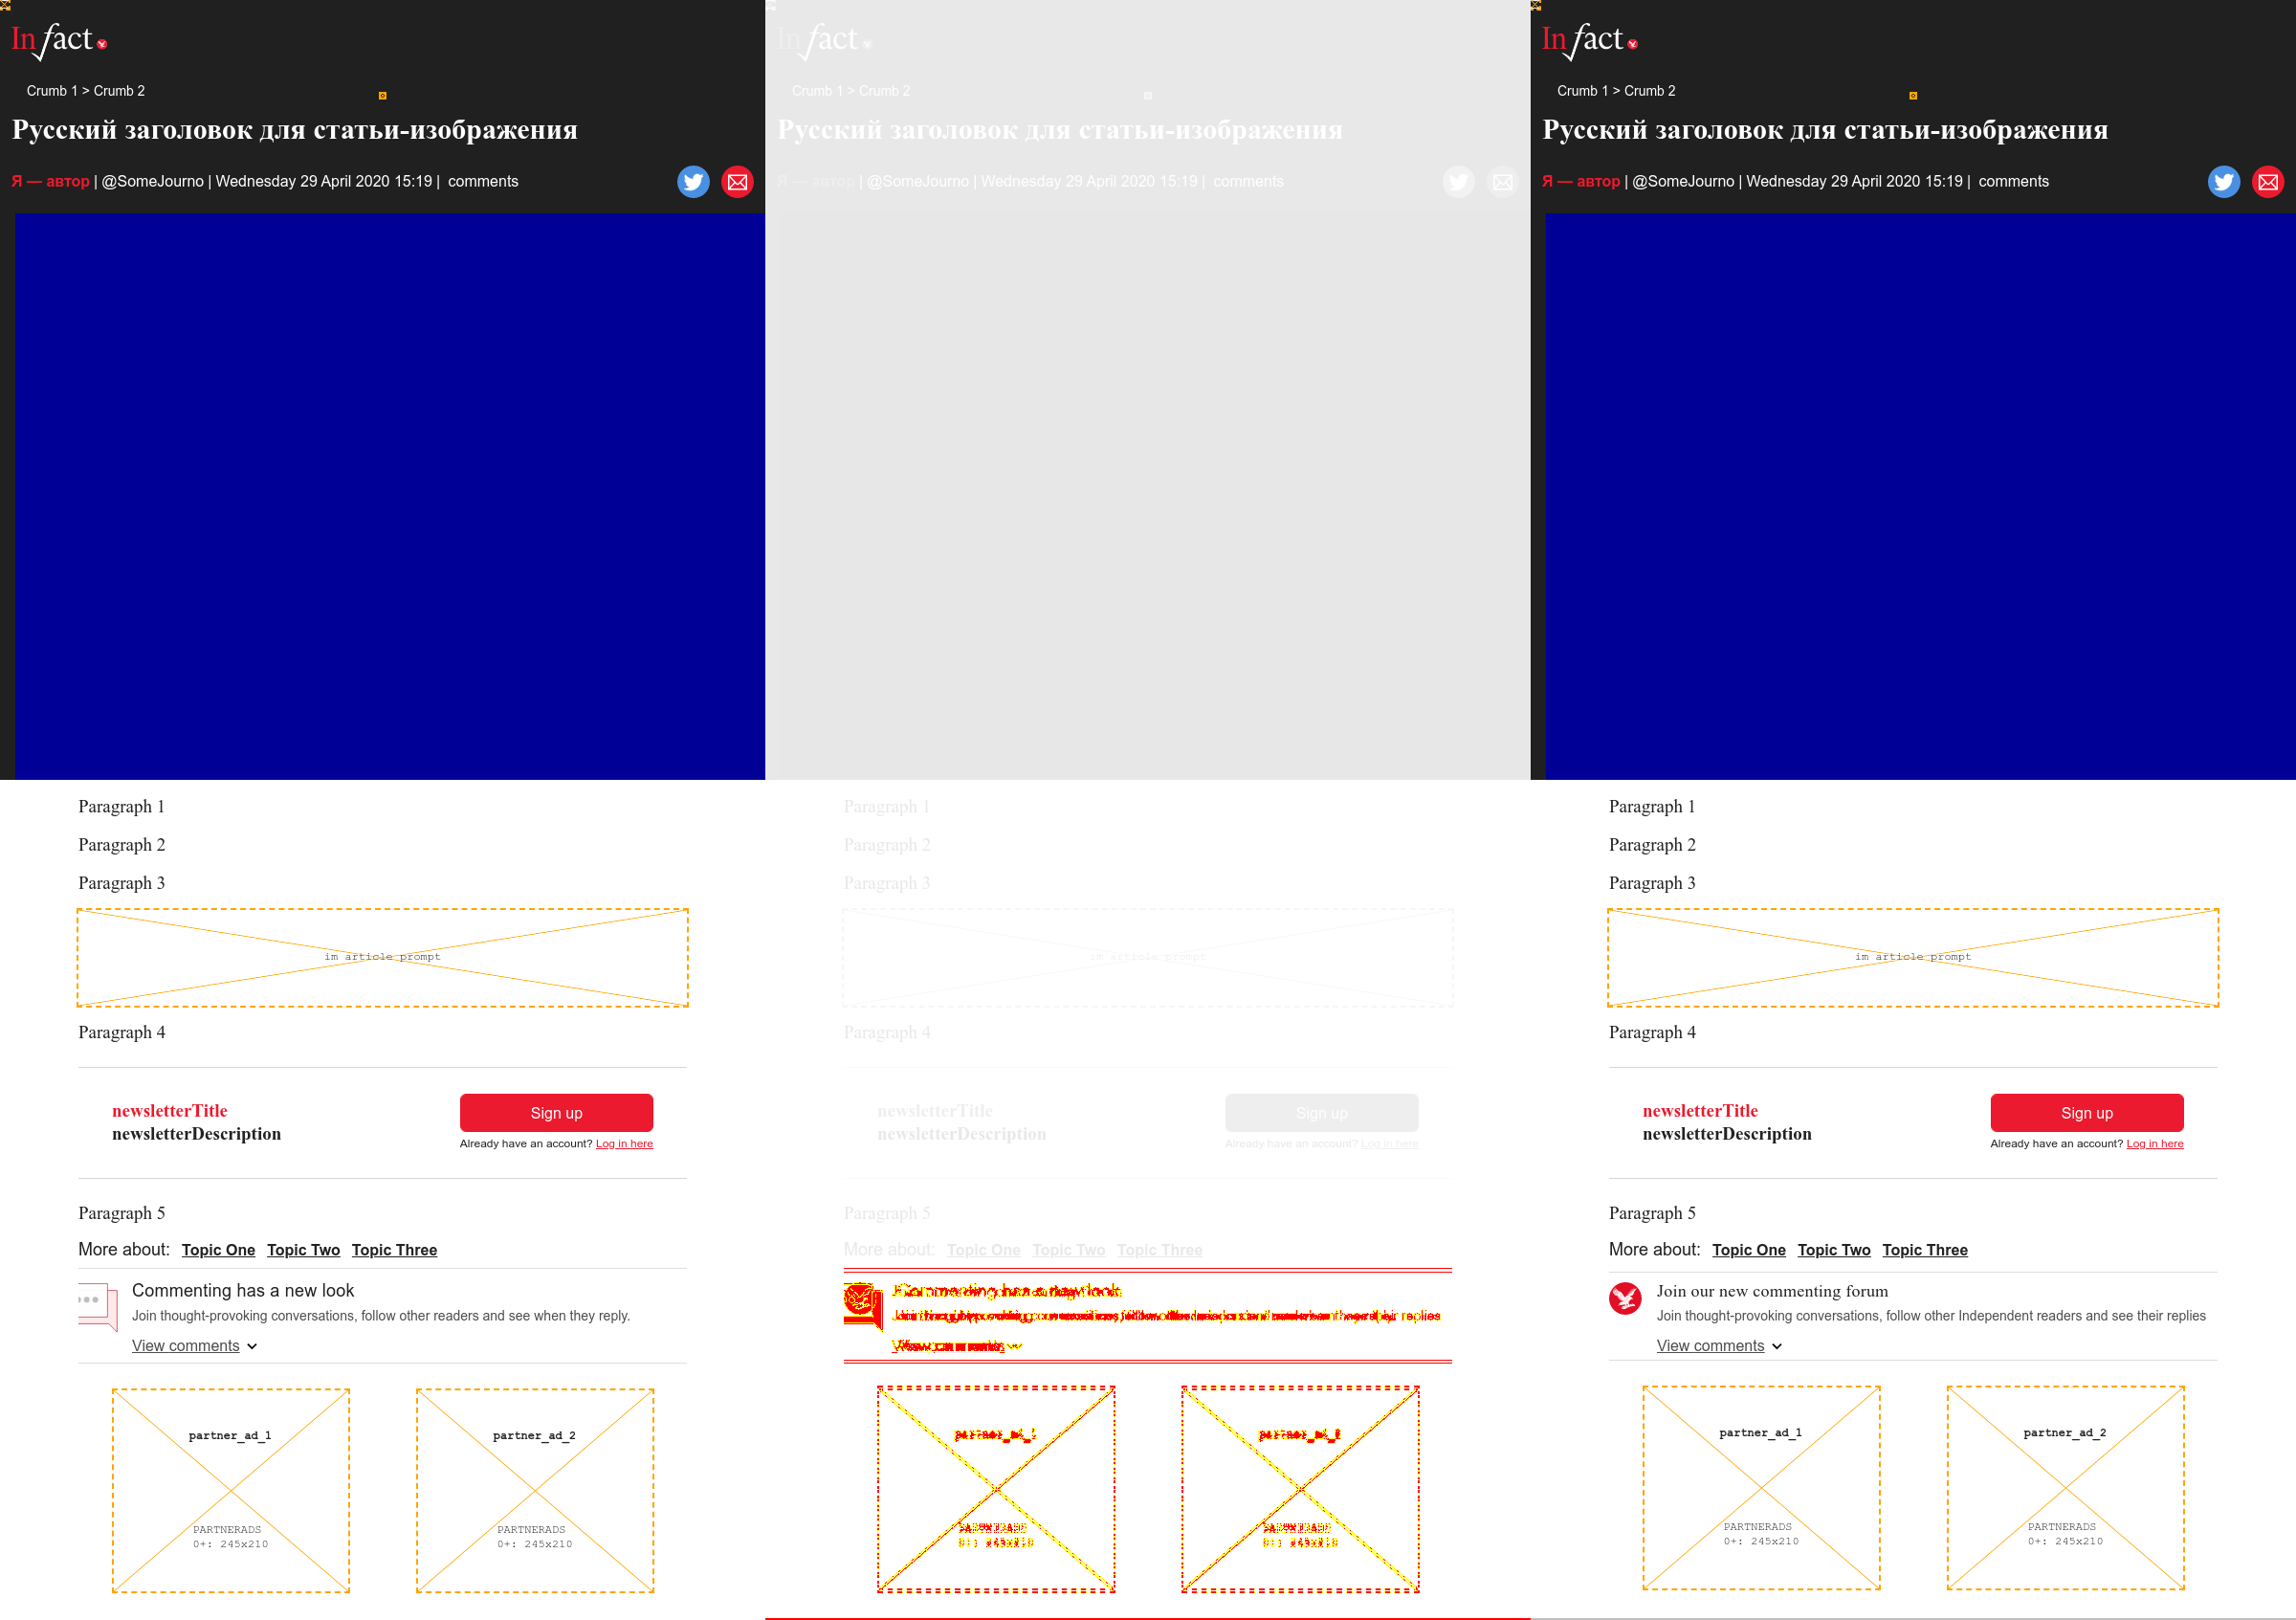 In fact
Crumb 1 > Crumb 2
Русский заголовок для статьи-изображения
Я — автор | @SomeJourno | Wednesday 29 April 2020 15:19 | comments
Paragraph 1
Paragraph 2
Paragraph 3
im article prompt
Paragraph 4
newsletterTitle
newsletterDescription
Sign up
Already have an account? Log in here
Paragraph 5
More about: Topic One Topic Two Topic Three
Commenting has a new look
Join thought-provoking conversations, follow other readers and see when they reply.
View comments
partner_ad_1
PARTNERADS
0+: 245x210
partner_ad_2
PARTNERADS
0+: 245x210
In fact
Crumb 1 > Crumb 2
Русский заголовок для статьи-изображения
Я — автор | @SomeJourno | Wednesday 29 April 2020 15:19 | comments
Paragraph 1
Paragraph 2
Paragraph 3
im article prompt
Paragraph 4
newsletterTitle
newsletterDescription
Sign up
Already have an account? Log in here
Paragraph 5
More about: Topic One Topic Two Topic Three
In fact
Crumb 1 > Crumb 2
Русский заголовок для статьи-изображения
Я — автор | @SomeJourno | Wednesday 29 April 2020 15:19 | comments
Paragraph 1
Paragraph 2
Paragraph 3
im article prompt
Paragraph 4
newsletterTitle
newsletterDescription
Sign up
Already have an account? Log in here
Paragraph 5
More about: Topic One Topic Two Topic Three
Join our new commenting forum
Join thought-provoking conversations, follow other Independent readers and see their replies
View comments
partner_ad_1
PARTNERADS
0+: 245x210
partner_ad_2
PARTNERADS
0+: 245x210